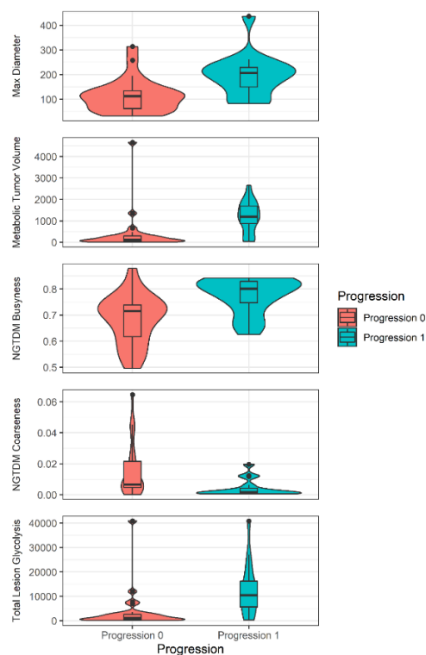 Max Diameter
400
300
200
100
Metabolic Tumor Volume
4000
3000
2000
1000
0
NGTDM Busyness
0.8
0.7
0.6
0.5
Progression
Progression 0
Progression 1
NGTDM Coarseness
0.06
0.04
0.02
0.00
Total Lesion Glycolysis
40000
30000
20000
10000
0
Progression 0
Progression 1
Progression